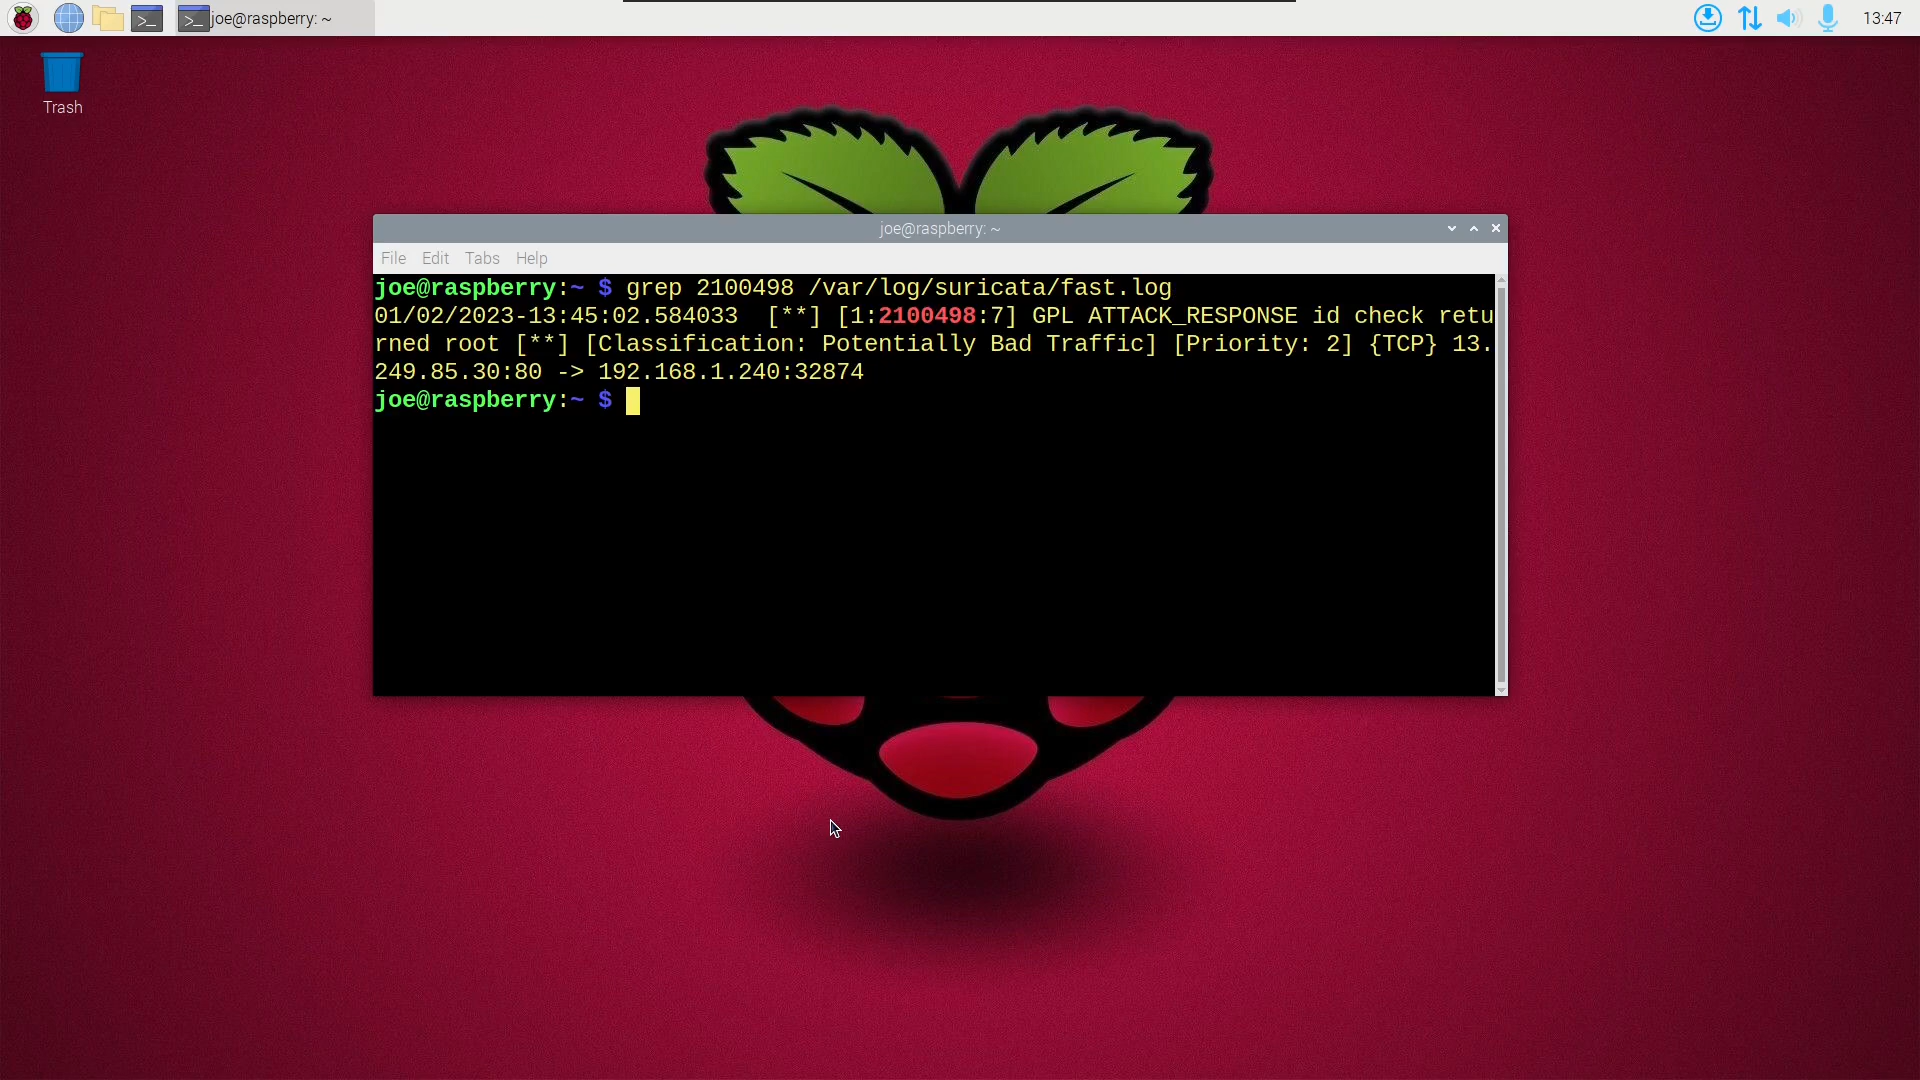 joe@raspberry: ~
13:47
Trash
joe@raspberry: ~
File Edit Tabs Help
joe@raspberry:~ $ grep 2100498 /var/log/suricata/fast.log
01/02/2023-13:45:02.584033  [**] [1:2100498:7] GPL ATTACK_RESPONSE id check retu
rned root [**] [Classification: Potentially Bad Traffic] [Priority: 2] {TCP} 13.
249.85.30:80 -> 192.168.1.240:32874
joe@raspberry:~ $